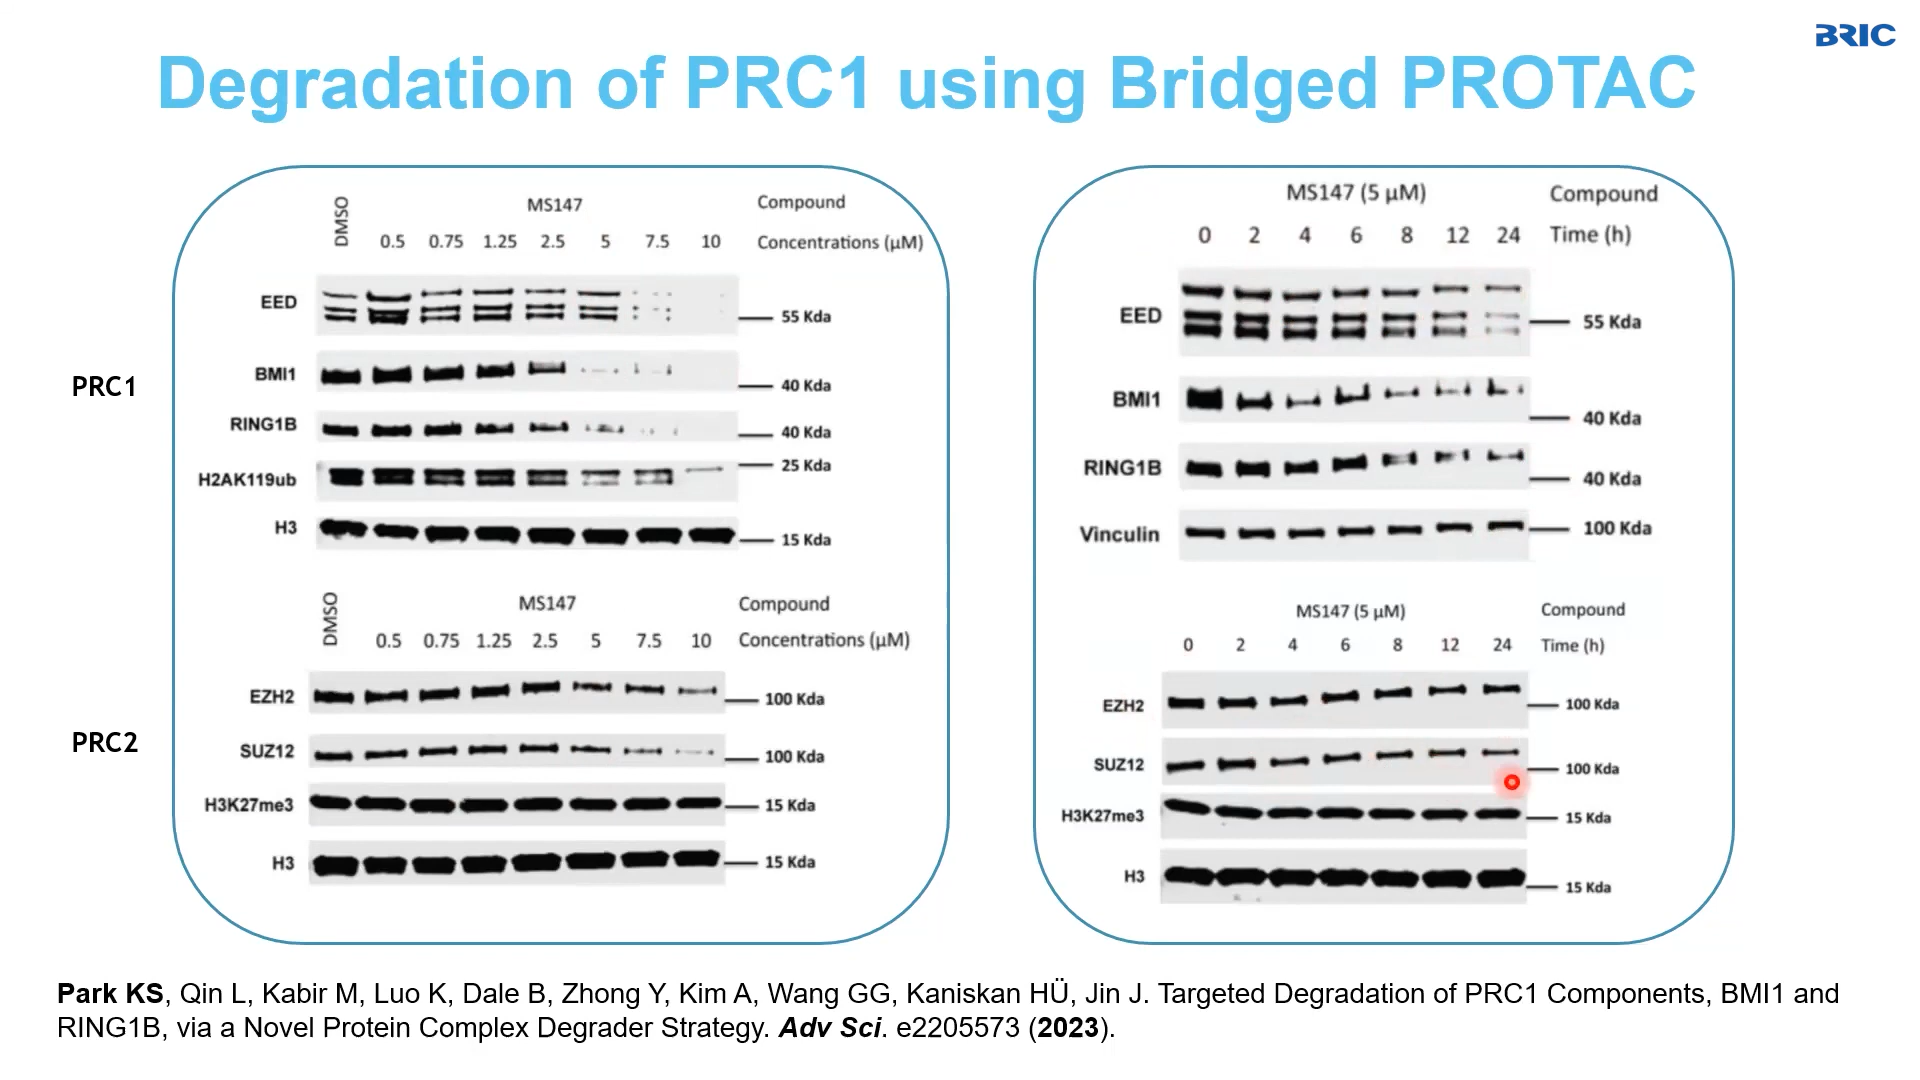 BRIC
Degradation of PRC1 using Bridged PROTAC
DMSO
MS147
Compound
0.5 0.75 1.25 2.5 5 7.5 10 Concentrations (µM)
EED
55 Kda
PRC1
BMI1
40 Kda
RING1B
40 Kda
25 Kda
H2AK119ub
H3
15 Kda
DMSO
MS147
Compound
0.5 0.75 1.25 2.5 5 7.5 10 Concentrations (µM)
EZH2
100 Kda
PRC2
SUZ12
100 Kda
H3K27me3
15 Kda
H3
15 Kda
MS147 (5 µM)
Compound
0 2 4 6 8 12 24 Time (h)
EED
55 Kda
BMI1
40 Kda
RING1B
40 Kda
Vinculin
100 Kda
MS147 (5 µM)
Compound
0 2 4 6 8 12 24 Time (h)
EZH2
100 Kda
SUZ12
100 Kda
H3K27me3
15 Kda
H3
15 Kda
Park KS, Qin L, Kabir M, Luo K, Dale B, Zhong Y, Kim A, Wang GG, Kaniskan HÜ, Jin J. Targeted Degradation of PRC1 Components, BMI1 and
RING1B, via a Novel Protein Complex Degrader Strategy. Adv Sci. e2205573 (2023).